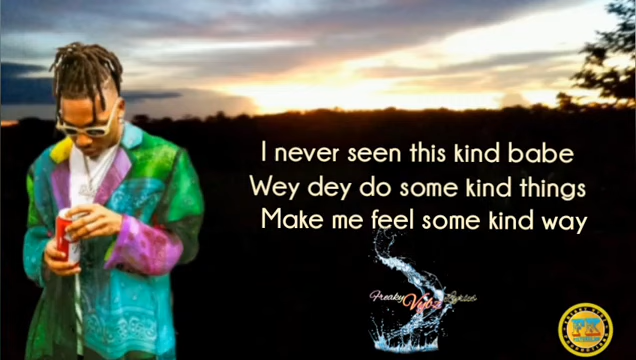 I never seen this kind babe
Wey dey do some kind things
Make me feel some kind way
Freaky Vybz
PK